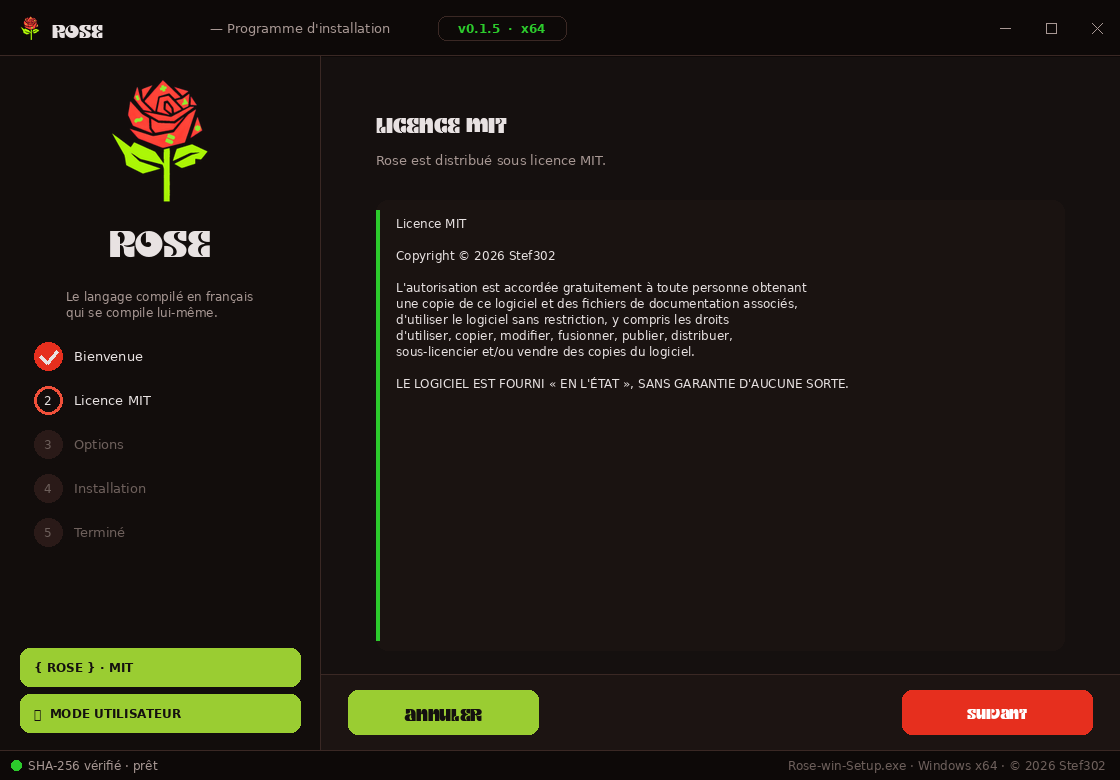 ROSE
— Programme d'installation
v0.1.5 · x64
ROSE
Le langage compilé en français
qui se compile lui-même.
Bienvenue
2 Licence MIT
3 Options
4 Installation
5 Terminé
{ ROSE } · MIT
MODE UTILISATEUR
LICENCE MIT
Rose est distribué sous licence MIT.
Licence MIT
Copyright © 2026 Stef302
L'autorisation est accordée gratuitement à toute personne obtenant
une copie de ce logiciel et des fichiers de documentation associés,
d'utiliser le logiciel sans restriction, y compris les droits
d'utiliser, copier, modifier, fusionner, publier, distribuer,
sous-licencier et/ou vendre des copies du logiciel.
LE LOGICIEL EST FOURNI « EN L'ÉTAT », SANS GARANTIE D'AUCUNE SORTE.
ANNULER
SUIVANT
SHA-256 vérifié · prêt
Rose-win-Setup.exe · Windows x64 · © 2026 Stef302